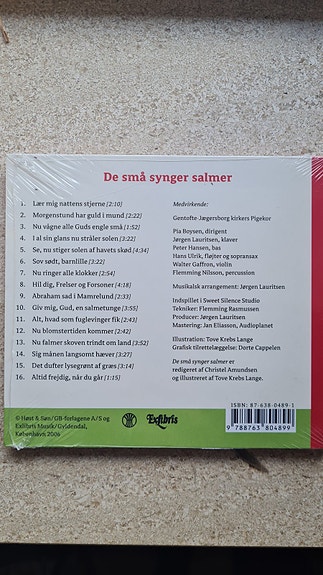 De små synger salmer
1. Lær mig nattens stjerne [2:10]
2. Morgenstund har guld i mund [2:22]
3. Nu vågne alle Guds engle små [1:52]
4. I al sin glans nu stråler solen [2:22]
5. Se, nu stiger solen af havets skød [4:34]
6. Sov sødt, barnlille [3:22]
7. Nu ringer alle klokker [2:54]
8. Hil dig, Frelser og Forsoner [4:18]
9. Abraham sad i Mamrelund [2:33]
10. Giv mig, Gud, en salmetunge [3:55]
11. Alt, hvad som fuglevinger fik [2:43]
12. Nu blomstertiden kommer [2:42]
13. Nu falmer skoven trindt om land [3:52]
14. Sig månen langsomt hæver [3:27]
15. Det dufter lysegrønt af græs [3:14]
16. Altid frejdig, når du går [1:15]
Medvirkende:
Gentofte-Jægersborg kirkers Pigekor
Pia Boysen, dirigent
Jørgen Lauritsen, klaver
Peter Hansen, bas
Hans Ulrik, fløjter og sopransax
Walter Gaffron, violin
Flemming Nilsson, percussion
Musikalsk arrangement: Jørgen Lauritsen
Indspillet i Sweet Silence Studio
Tekniker: Flemming Rasmussen
Producer: Jørgen Lauritsen
Mastering: Jan Eliasson, Audioplanet
Illustration: Tove Krebs Lange
Grafisk tilrettelæggelse: Dorte Cappelen
De små synger salmer er
redigeret af Christel Amundsen
og illustreret af Tove Krebs Lange.
© Høst & Søn/GB-forlagene A/S og
Exlibris Musik/Gyldendal,
København 2006
Exlibris
ISBN: 87-638-0489-1
9 788763 804899